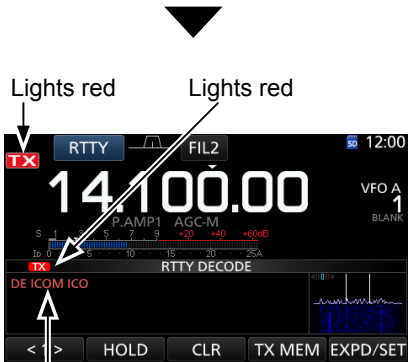 Lights red Lights red
TX RTTY FIL2 SD 12:00
14.100.00 VFO A
1
P.AMP1 AGC-M BLANK
S 1 3 5 7 9 +20 +40 +60dB
ID 0 5 10 15 20 25A
TX RTTY DECODE
DE ICOM ICO
< 1 > HOLD CLR TX MEM EXPD/SET